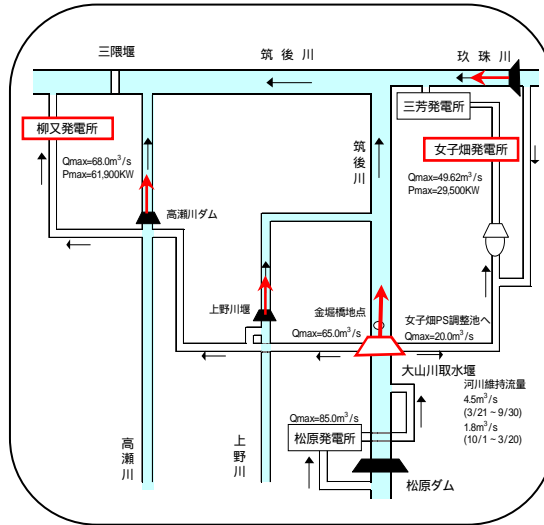 三隈堰
筑後川
玖珠川
三芳発電所
柳又発電所
Qmax=68.0m³/s
Pmax=61,900KW
筑後川
女子畑発電所
Qmax=49.62m³/s
Pmax=29,500KW
高瀬川ダム
上野川堰
金堀橋地点
Qmax=65.0m³/s
女子畑PS調整池へ
Qmax=20.0m³/s
大山川取水堰
河川維持流量
4.5m³/s
(3/21~9/30)
1.8m³/s
(10/1~3/20)
Qmax=85.0m³/s
松原発電所
高瀬川
上野川
松原ダム